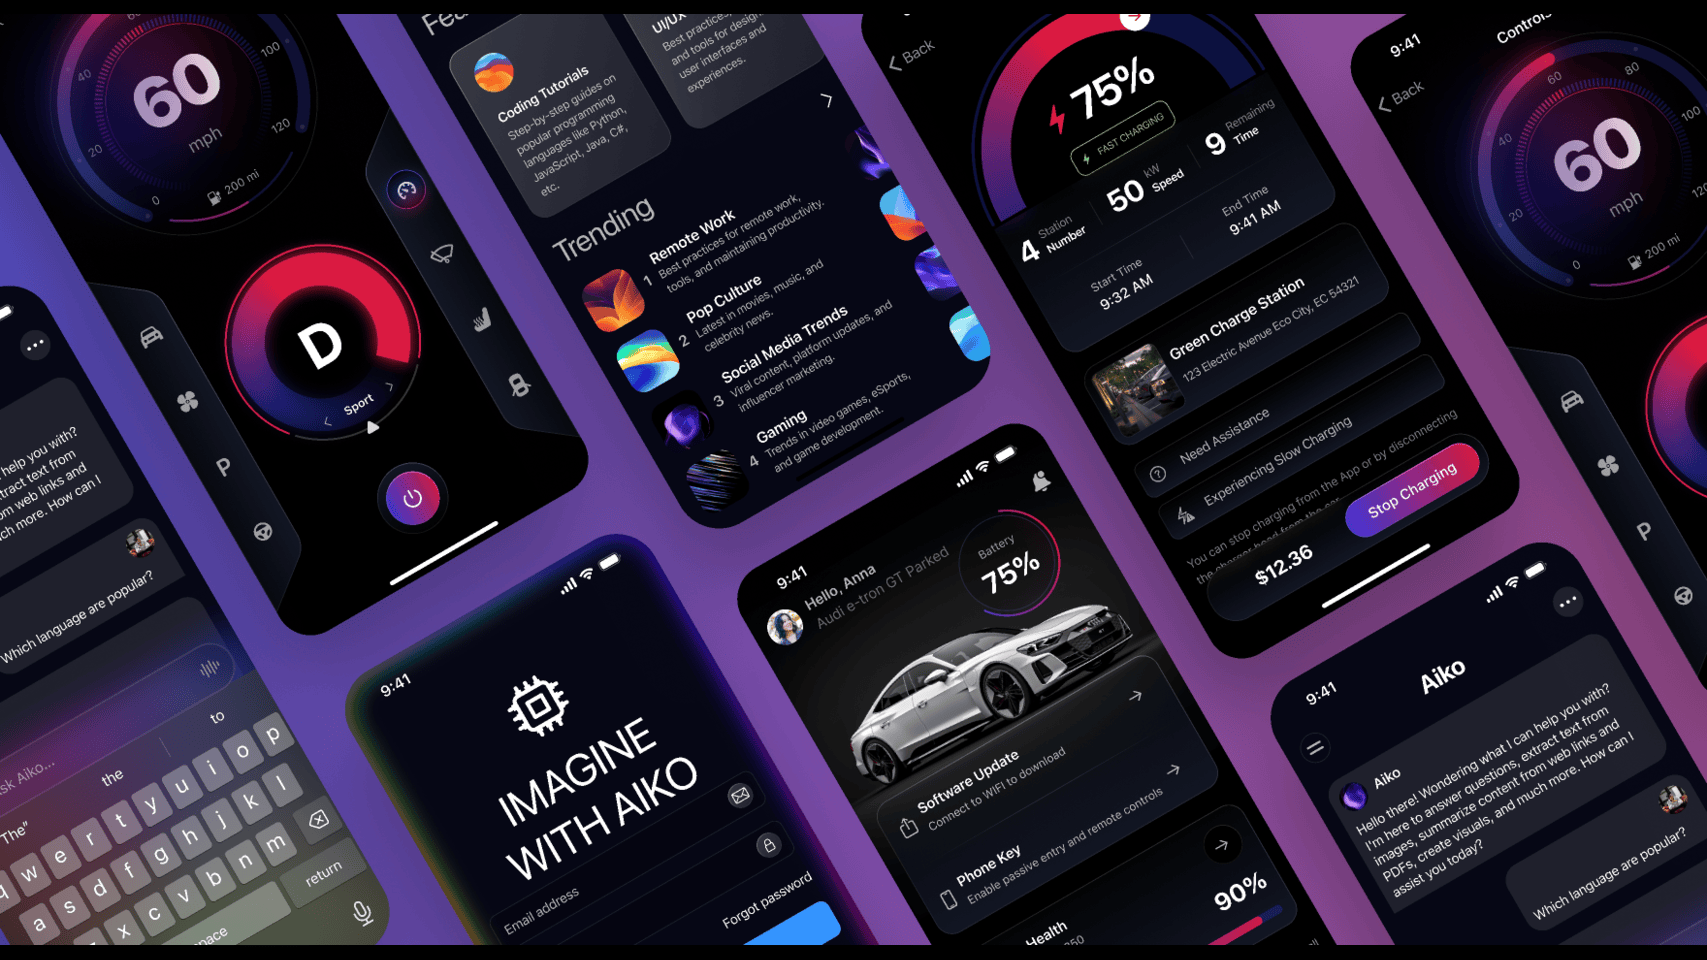 60
mph
0
20
40
60
100
120
200 mi
D
Sport
P
help you with?
xtract text from
om web links and
ch more. How can I
Which language are popular?
sk Aiko...
The"
the
to
q w e r t y u i o p
a s d f g h j k l
x c v b n m
space
return
Coding Tutorials
Step-by-step guides on
popular programming
languages like Python,
JavaScript, Java, C#,
etc.
UI/UX
Best practices,
and tools for design
user interfaces and
experiences.
Trending
1
Remote Work
Best practices for remote work,
tools, and maintaining productivity.
2
Pop Culture
Latest in movies, music, and
celebrity news.
3
Social Media Trends
Viral content, platform updates, and
influencer marketing.
4
Gaming
Trends in video games, eSports,
and game development.
9:41
IMAGINE
WITH AIKO
Email address
Forgot password
9:41
Hello, Anna
Audi e-tron GT Parked
Battery
75%
Software Update
Connect to WIFI to download
Phone Key
Enable passive entry and remote controls
Health
90%
Back
75%
FAST CHARGING
4
Station
Number
50
kW
Speed
9
Remaining
Time
Start Time
9:32 AM
End Time
9:41 AM
Green Charge Station
123 Electric Avenue Eco City, EC 54321
Need Assistance
Experiencing Slow Charging
You can stop charging from the App or by disconnecting
$12.36
Stop Charging
9:41
Controls
Back
60
mph
0
20
40
60
80
100
200 mi
P
9:41
Aiko
Aiko
Hello there! Wondering what I can help you with?
I'm here to answer questions, extract text from
images, summarize content from web links and
PDFs, create visuals, and much more. How can I
assist you today?
Which language are popular?